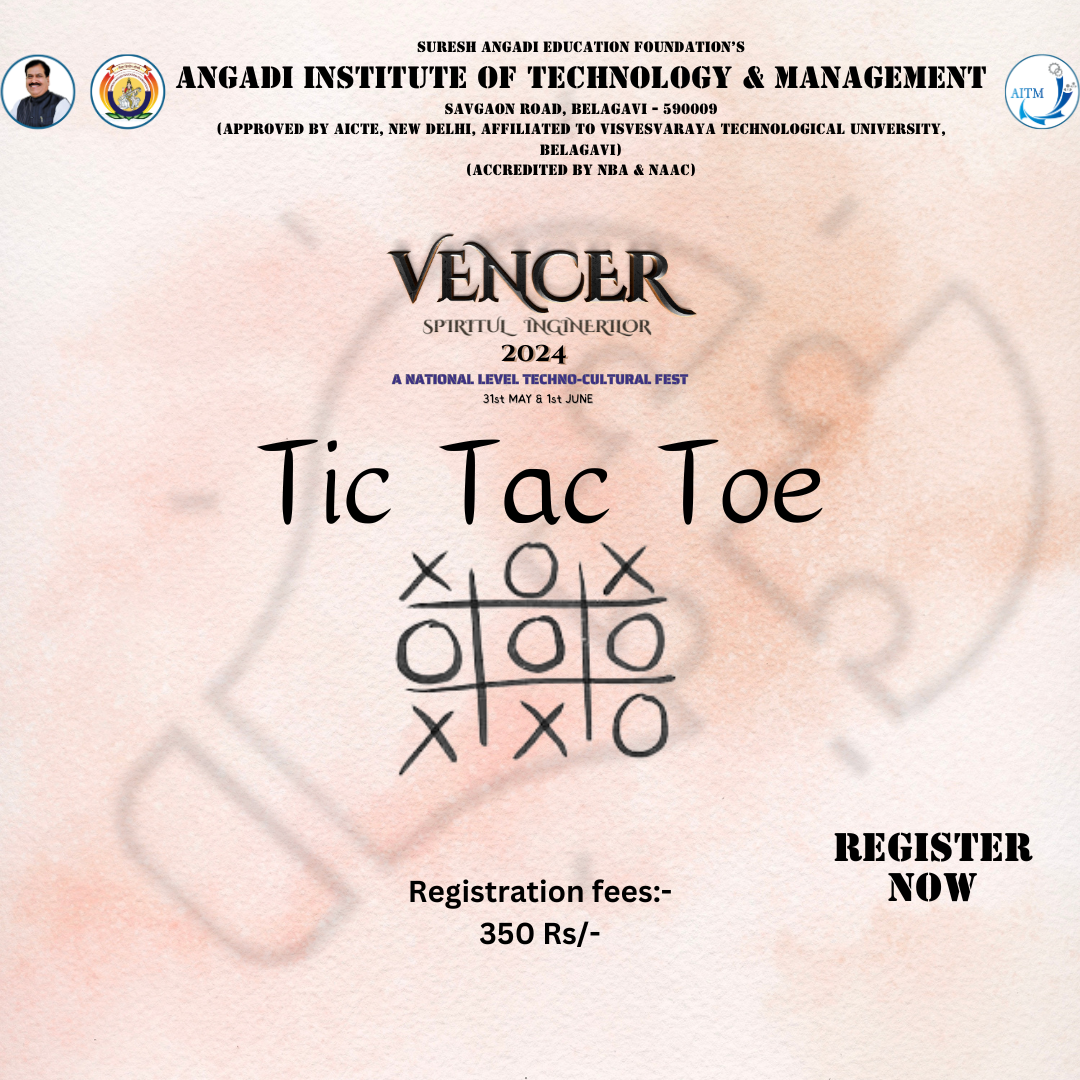 SURESH ANGADI EDUCATION FOUNDATION'S
ANGADI INSTITUTE OF TECHNOLOGY & MANAGEMENT
SAVGAON ROAD, BELAGAVI - 590009
(APPROVED BY AICTE, NEW DELHI, AFFILIATED TO VISVESVARAYA TECHNOLOGICAL UNIVERSITY,
BELAGAVI)
(ACCREDITED BY NBA & NAAC)
AITM
VENCER
SPIRITUL INGINERILOR
2024
A NATIONAL LEVEL TECHNO-CULTURAL FEST
31st MAY & 1st JUNE
Tic Tac Toe
X O X
O O O
X X O
REGISTER
NOW
Registration fees:-
350 Rs/-